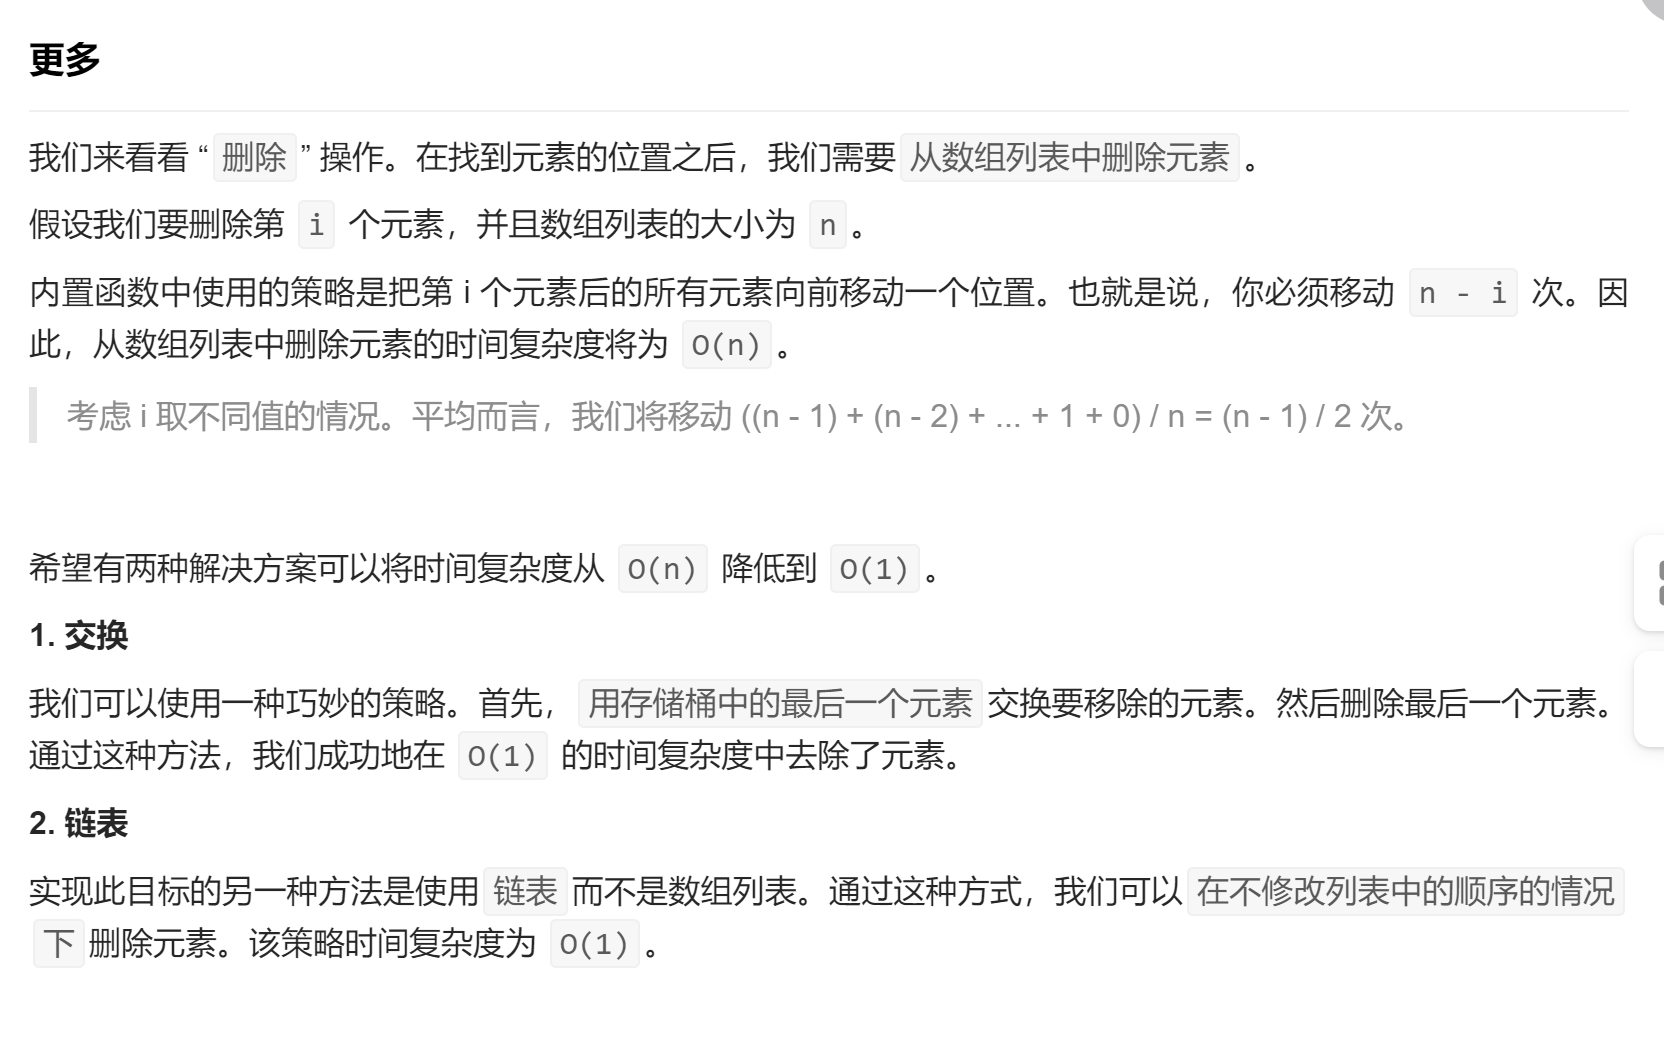 更多
我们来看看 “ 删除 ” 操作。在找到元素的位置之后，我们需要 从数组列表中删除元素 。
假设我们要删除第 i 个元素，并且数组列表的大小为 n 。
内置函数中使用的策略是把第 i 个元素后的所有元素向前移动一个位置。也就是说，你必须移动 n - i 次。因
此，从数组列表中删除元素的时间复杂度将为 O(n) 。
考虑 i 取不同值的情况。平均而言，我们将移动 ((n - 1) + (n - 2) + ... + 1 + 0) / n = (n - 1) / 2 次。
希望有两种解决方案可以将时间复杂度从 O(n) 降低到 O(1) 。
1. 交换
我们可以使用一种巧妙的策略。首先， 用存储桶中的最后一个元素 交换要移除的元素。然后删除最后一个元素。
通过这种方法，我们成功地在 O(1) 的时间复杂度中去除了元素。
2. 链表
实现此目标的另一种方法是使用 链表 而不是数组列表。通过这种方式，我们可以 在不修改列表中的顺序的情况
下 删除元素。该策略时间复杂度为 O(1) 。